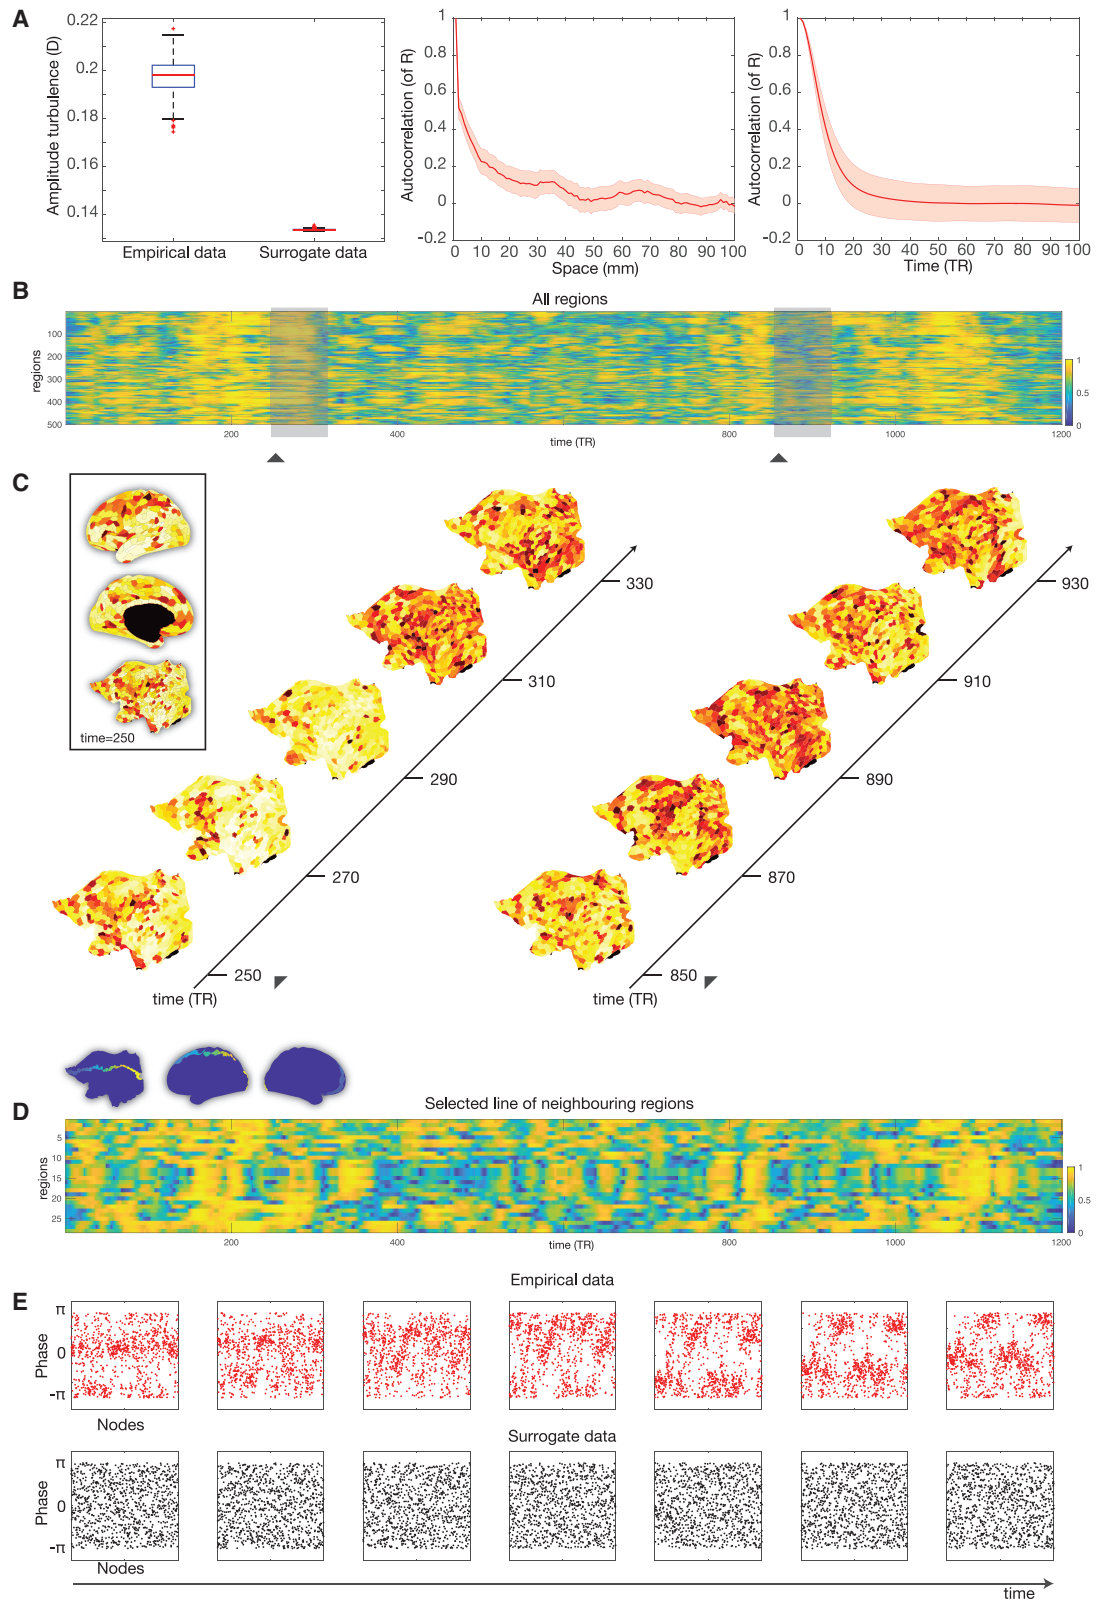 A
Amplitude turbulence (D)
0.22
0.2
0.18
0.16
0.14
Empirical data
Surrogate data
Autocorrelation (of R)
1
0.8
0.6
0.4
0.2
0
-0.2
0 10 20 30 40 50 60 70 80 90 100
Space (mm)
Autocorrelation (of R)
1
0.8
0.6
0.4
0.2
0
-0.2
0 10 20 30 40 50 60 70 80 90 100
Time (TR)
B
All regions
regions
100
200
300
400
500
200 400 800 1000 1200
time (TR)
1
0.5
0
C
time=250
330
310
290
270
250
time (TR)
930
910
890
870
850
time (TR)
D
Selected line of neighbouring regions
regions
5
10
15
20
25
200 400 800 1000 1200
time (TR)
1
0.5
0
E
Empirical data
Phase
π
0
-π
Nodes
Surrogate data
Phase
π
0
-π
Nodes
time